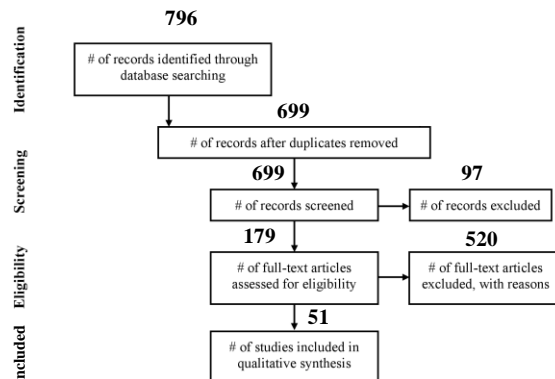 796
Identification
# of records identified through
database searching
699
# of records after duplicates removed
Screening
699
97
# of records screened
# of records excluded
Eligibility
179
520
# of full-text articles
assessed for eligibility
# of full-text articles
excluded, with reasons
51
ncluded
# of studies included in
qualitative synthesis